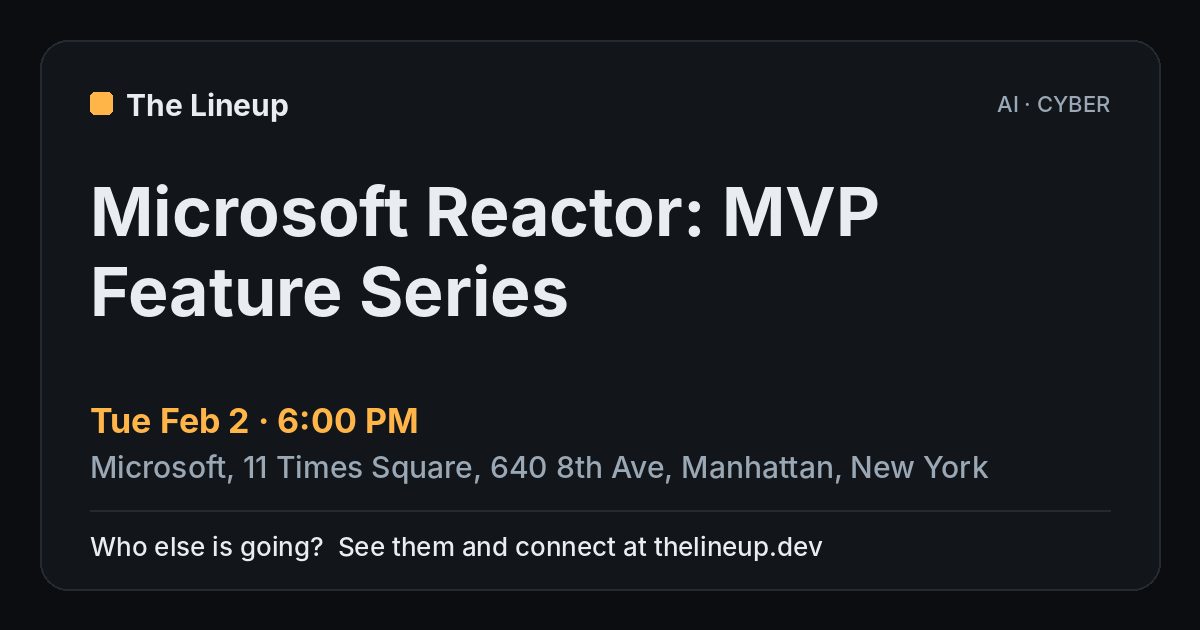 The Lineup
AI · CYBER
Microsoft Reactor: MVP
Feature Series
Tue Feb 2 · 6:00 PM
Microsoft, 11 Times Square, 640 8th Ave, Manhattan, New York
Who else is going?  See them and connect at thelineup.dev